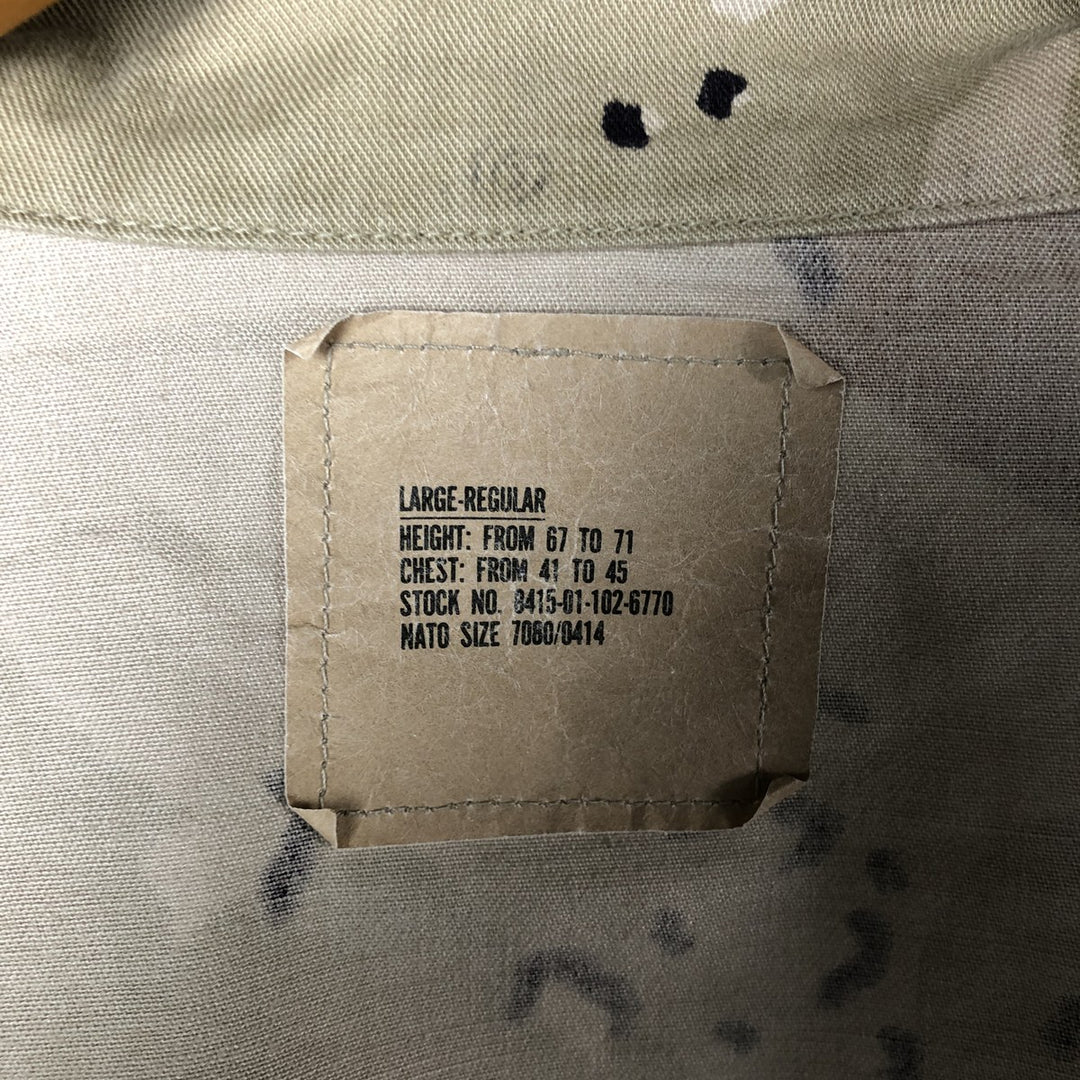 LARGE-REGULAR
HEIGHT: FROM 67 TO 71
CHEST: FROM 41 TO 45
STOCK NO. 8415-01-102-6770
NATO SIZE 7080/0414